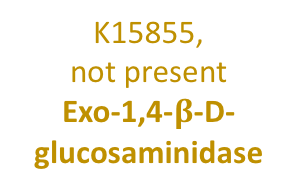 K15855,
not present
Exo-1,4-β-D-
glucosaminidase